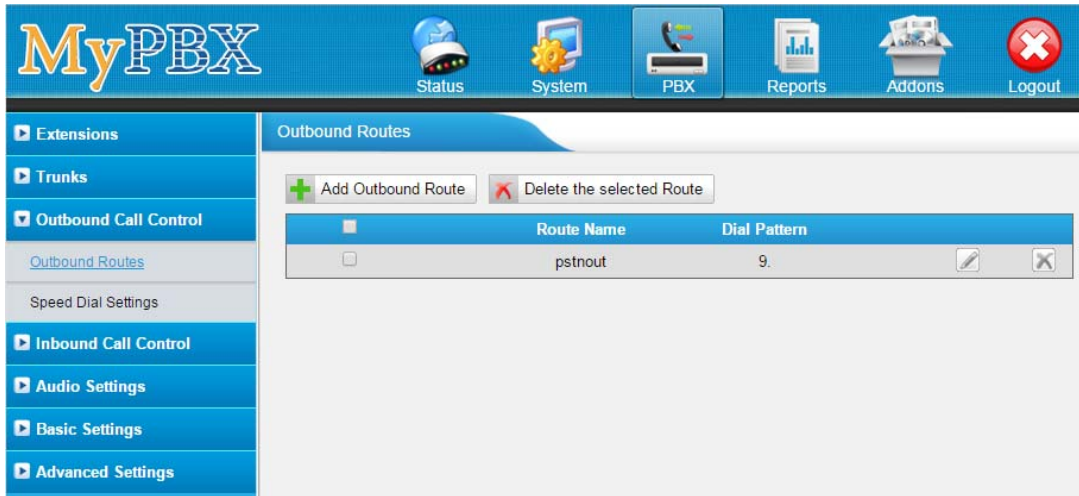 MyPBX
Status System PBX Reports Addons Logout
Extensions
Trunks
Outbound Call Control
Outbound Routes
Speed Dial Settings
Inbound Call Control
Audio Settings
Basic Settings
Advanced Settings
Outbound Routes
Add Outbound Route Delete the selected Route
Route Name Dial Pattern
pstnout 9.